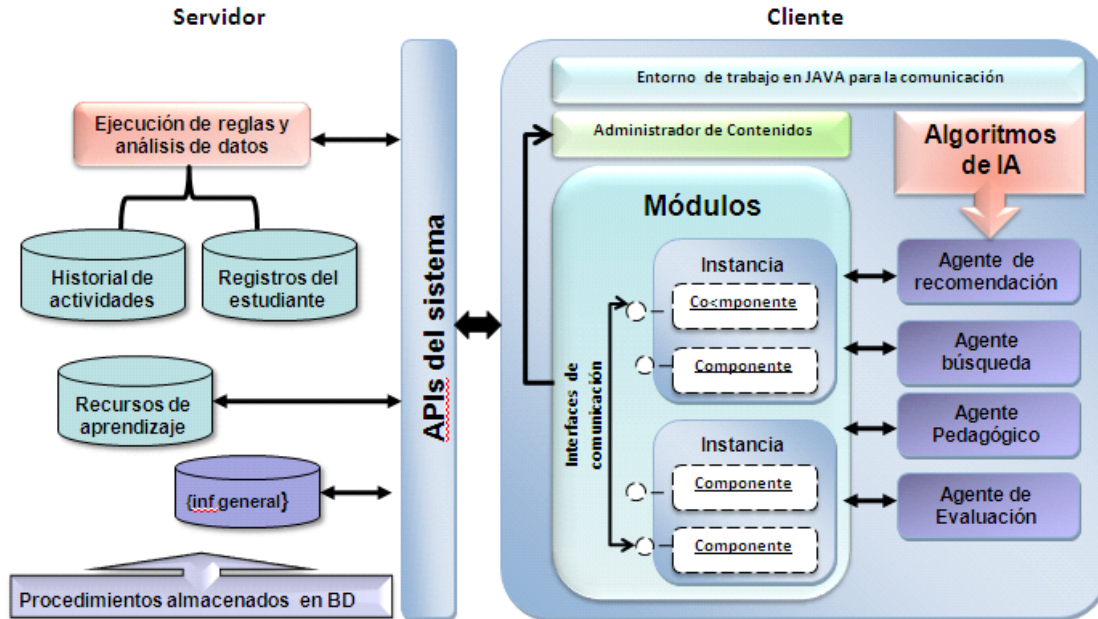 Servidor
Cliente
Ejecución de reglas y
análisis de datos
Historial de
actividades
Registros del
estudiante
Recursos de
aprendizaje
{inf general}
Procedimientos almacenados en BD
APIs del sistema
Entorno de trabajo en JAVA para la comunicación
Administrador de Contenidos
Algoritmos
de IA
Módulos
Interfaces de
comunicación
Instancia
Co<mponente
Componente
Instancia
Componente
Componente
Agente de
recomendación
Agente
búsqueda
Agente
Pedagógico
Agente de
Evaluación